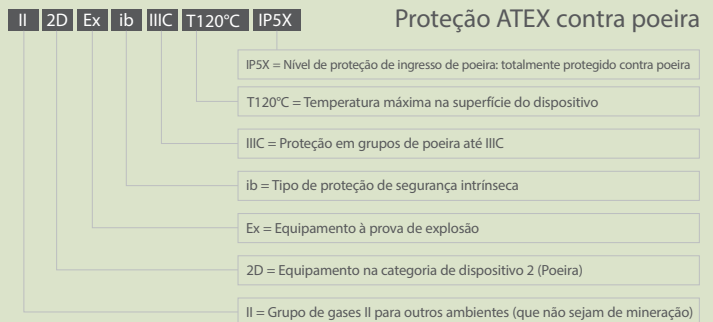 II 2D Ex ib IIIC T120°C IP5X
Proteção ATEX contra poeira
IP5X = Nível de proteção de ingresso de poeira: totalmente protegido contra poeira
T120°C = Temperatura máxima na superfície do dispositivo
IIIC = Proteção em grupos de poeira até IIIC
ib = Tipo de proteção de segurança intrínseca
Ex = Equipamento à prova de explosão
2D = Equipamento na categoria de dispositivo 2 (Poeira)
II = Grupo de gases II para outros ambientes (que não sejam de mineração)